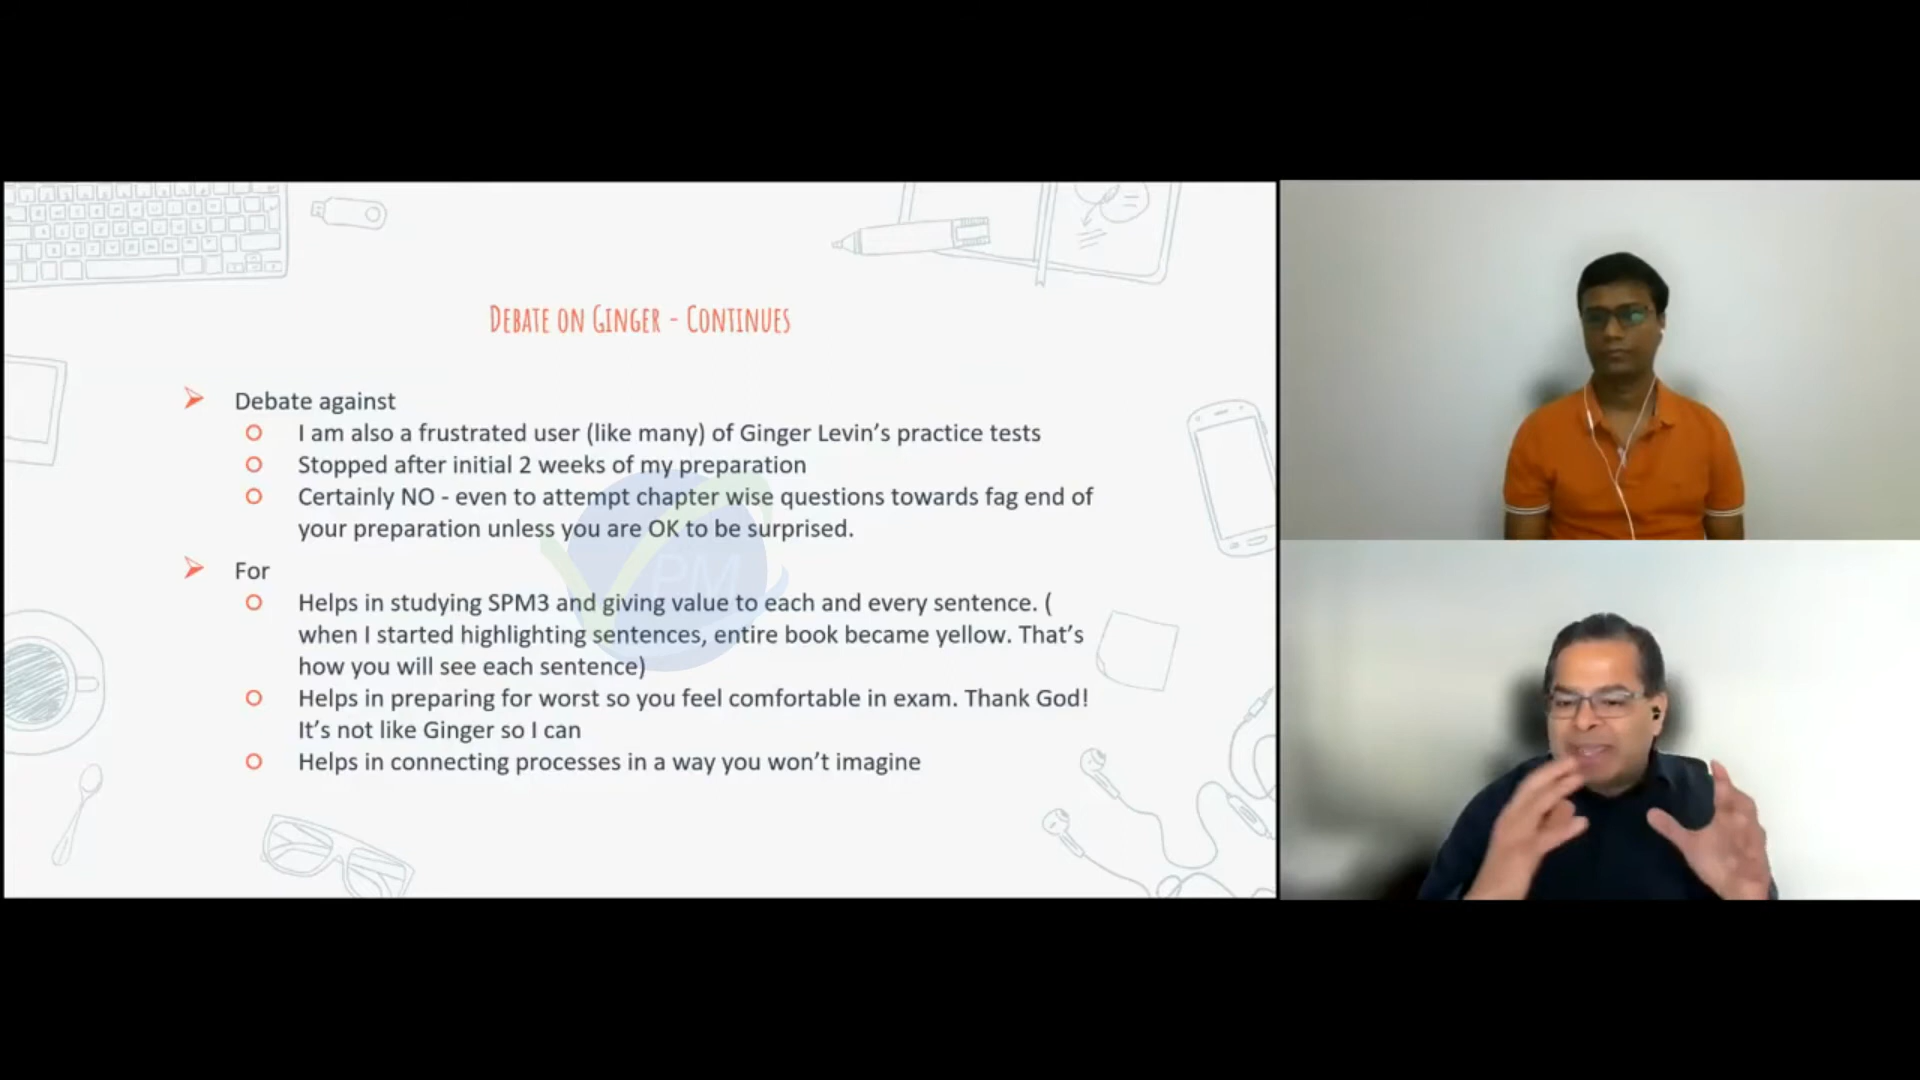 DEBATE ON GINGER - CONTINUES
Debate against
I am also a frustrated user (like many) of Ginger Levin’s practice tests
Stopped after initial 2 weeks of my preparation
Certainly NO - even to attempt chapter wise questions towards fag end of
your preparation unless you are OK to be surprised.
For
Helps in studying SPM3 and giving value to each and every sentence. (
when I started highlighting sentences, entire book became yellow. That’s
how you will see each sentence)
Helps in preparing for worst so you feel comfortable in exam. Thank God!
It’s not like Ginger so I can
Helps in connecting processes in a way you won’t imagine
PM